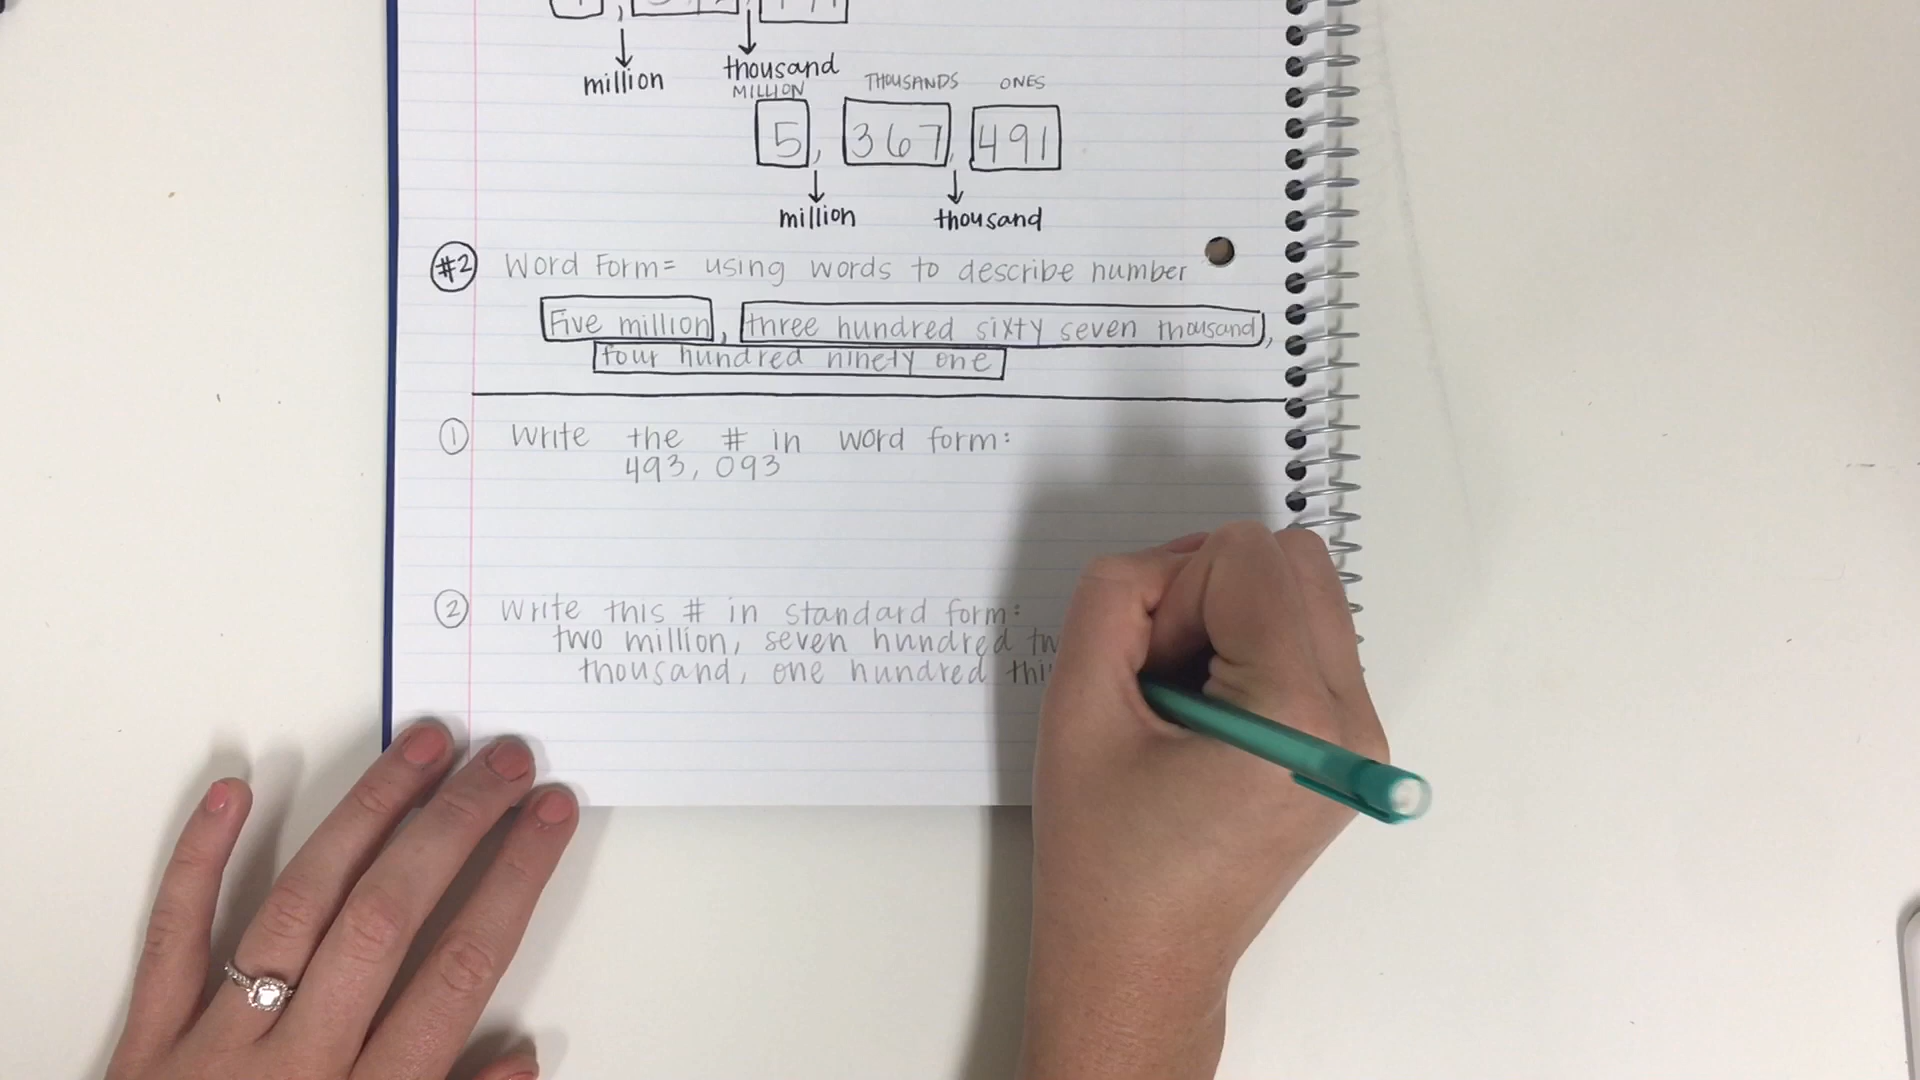 million
thousand
MILLION THOUSANDS ONES
5, 367, 491
million thousand
#2 Word Form= using words to describe number
Five million, three hundred sixty seven thousand,
four hundred ninety one
1 Write the # in word form:
493, 093
2 Write this # in standard form:
two million, seven hundred
thousand, one hundred